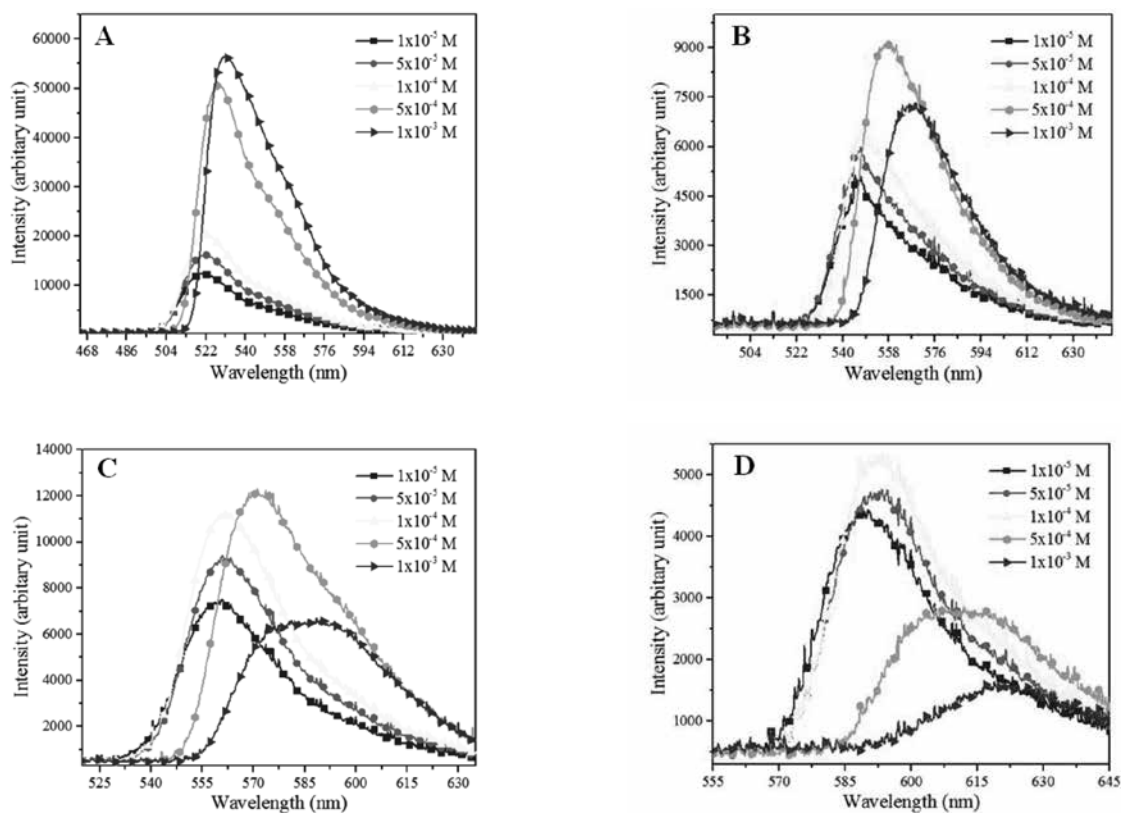 A
1x10⁻⁵ M
5x10⁻⁵ M
1x10⁻⁴ M
5x10⁻⁴ M
1x10⁻³ M
Intensity (arbitary unit)
60000
50000
40000
30000
20000
10000
468 486 504 522 540 558 576 594 612 630
Wavelength (nm)
B
1x10⁻⁵ M
5x10⁻⁵ M
1x10⁻⁴ M
5x10⁻⁴ M
1x10⁻³ M
Intensity (arbitary unit)
9000
7500
6000
4500
3000
1500
504 522 540 558 576 594 612 630
Wavelength (nm)
C
1x10⁻⁵ M
5x10⁻⁵ M
1x10⁻⁴ M
5x10⁻⁴ M
1x10⁻³ M
Intensity (arbitary unit)
14000
12000
10000
8000
6000
4000
2000
525 540 555 570 585 600 615 630
Wavelength (nm)
D
1x10⁻⁵ M
5x10⁻⁵ M
1x10⁻⁴ M
5x10⁻⁴ M
1x10⁻³ M
Intensity (arbitary unit)
5000
4000
3000
2000
1000
555 570 585 600 615 630 645
Wavelength (nm)